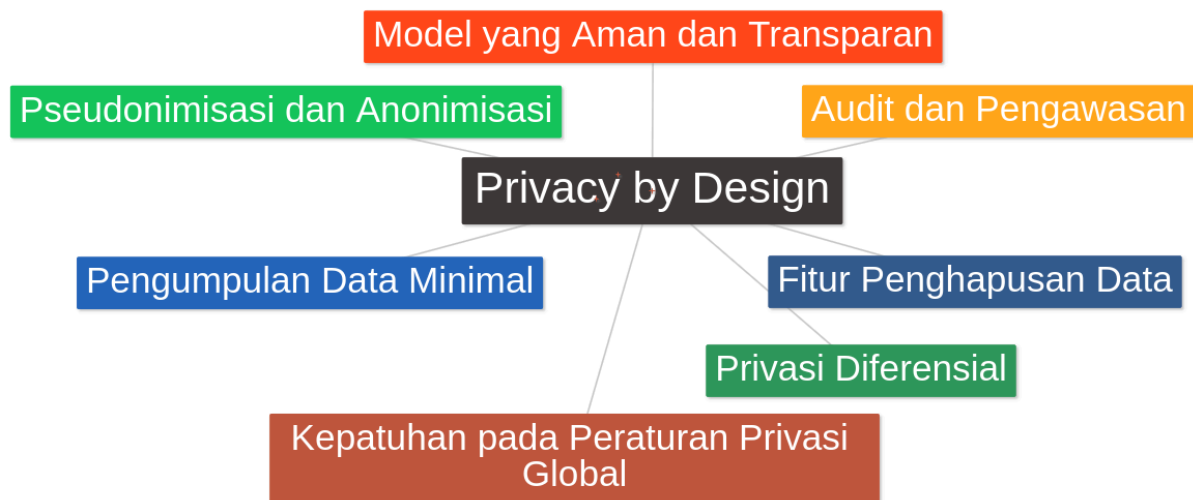 Model yang Aman dan Transparan
Pseudonimisasi dan Anonimisasi
Audit dan Pengawasan
Privacy by Design
Pengumpulan Data Minimal
Fitur Penghapusan Data
Privasi Diferensial
Kepatuhan pada Peraturan Privasi
Global